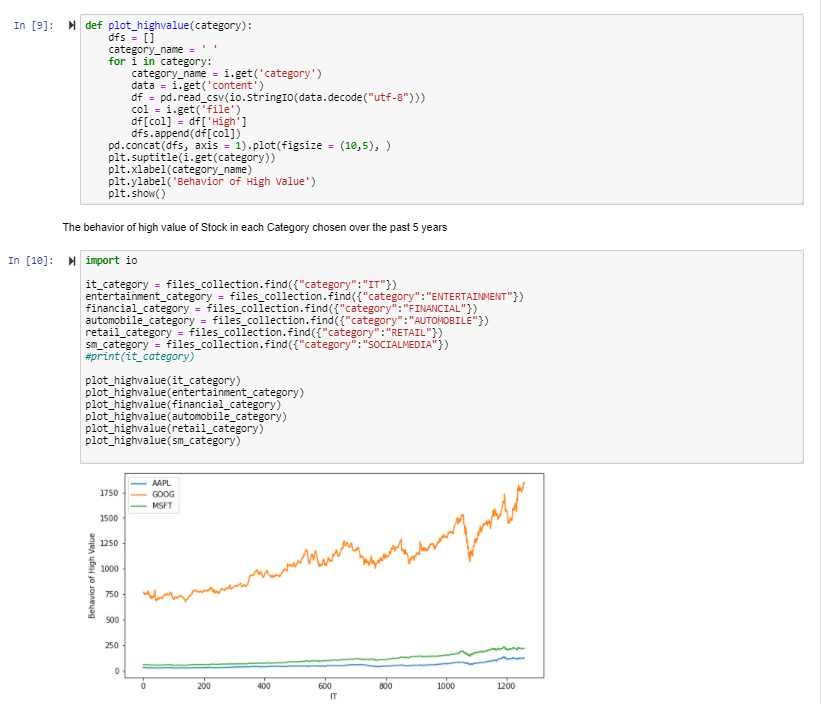 In [9]: def plot_highvalue(category):
dfs = []
category_name = ' '
for i in category:
category_name = i.get('category')
data = i.get('content')
df = pd.read_csv(io.StringIO(data.decode("utf-8")))
col = i.get('file')
df[col] = df['High']
dfs.append(df[col])
pd.concat(dfs, axis = 1).plot(figsize = (10,5), )
plt.suptitle(i.get(category))
plt.xlabel(category_name)
plt.ylabel('Behavior of High Value')
plt.show()
The behavior of high value of Stock in each Category chosen over the past 5 years
In [10]: import io
it_category = files_collection.find({"category":"IT"})
entertainment_category = files_collection.find({"category":"ENTERTAINMENT"})
financial_category = files_collection.find({"category":"FINANCIAL"})
automobile_category = files_collection.find({"category":"AUTOMOBILE"})
retail_category = files_collection.find({"category":"RETAIL"})
sm_category = files_collection.find({"category":"SOCIALMEDIA"})
#print(it_category)
plot_highvalue(it_category)
plot_highvalue(entertainment_category)
plot_highvalue(financial_category)
plot_highvalue(automobile_category)
plot_highvalue(retail_category)
plot_highvalue(sm_category)
AAPL
GOOG
MSFT
1750
1500
1250
1000
750
500
250
0
Behavior of High Value
0 200 400 600 800 1000 1200
IT